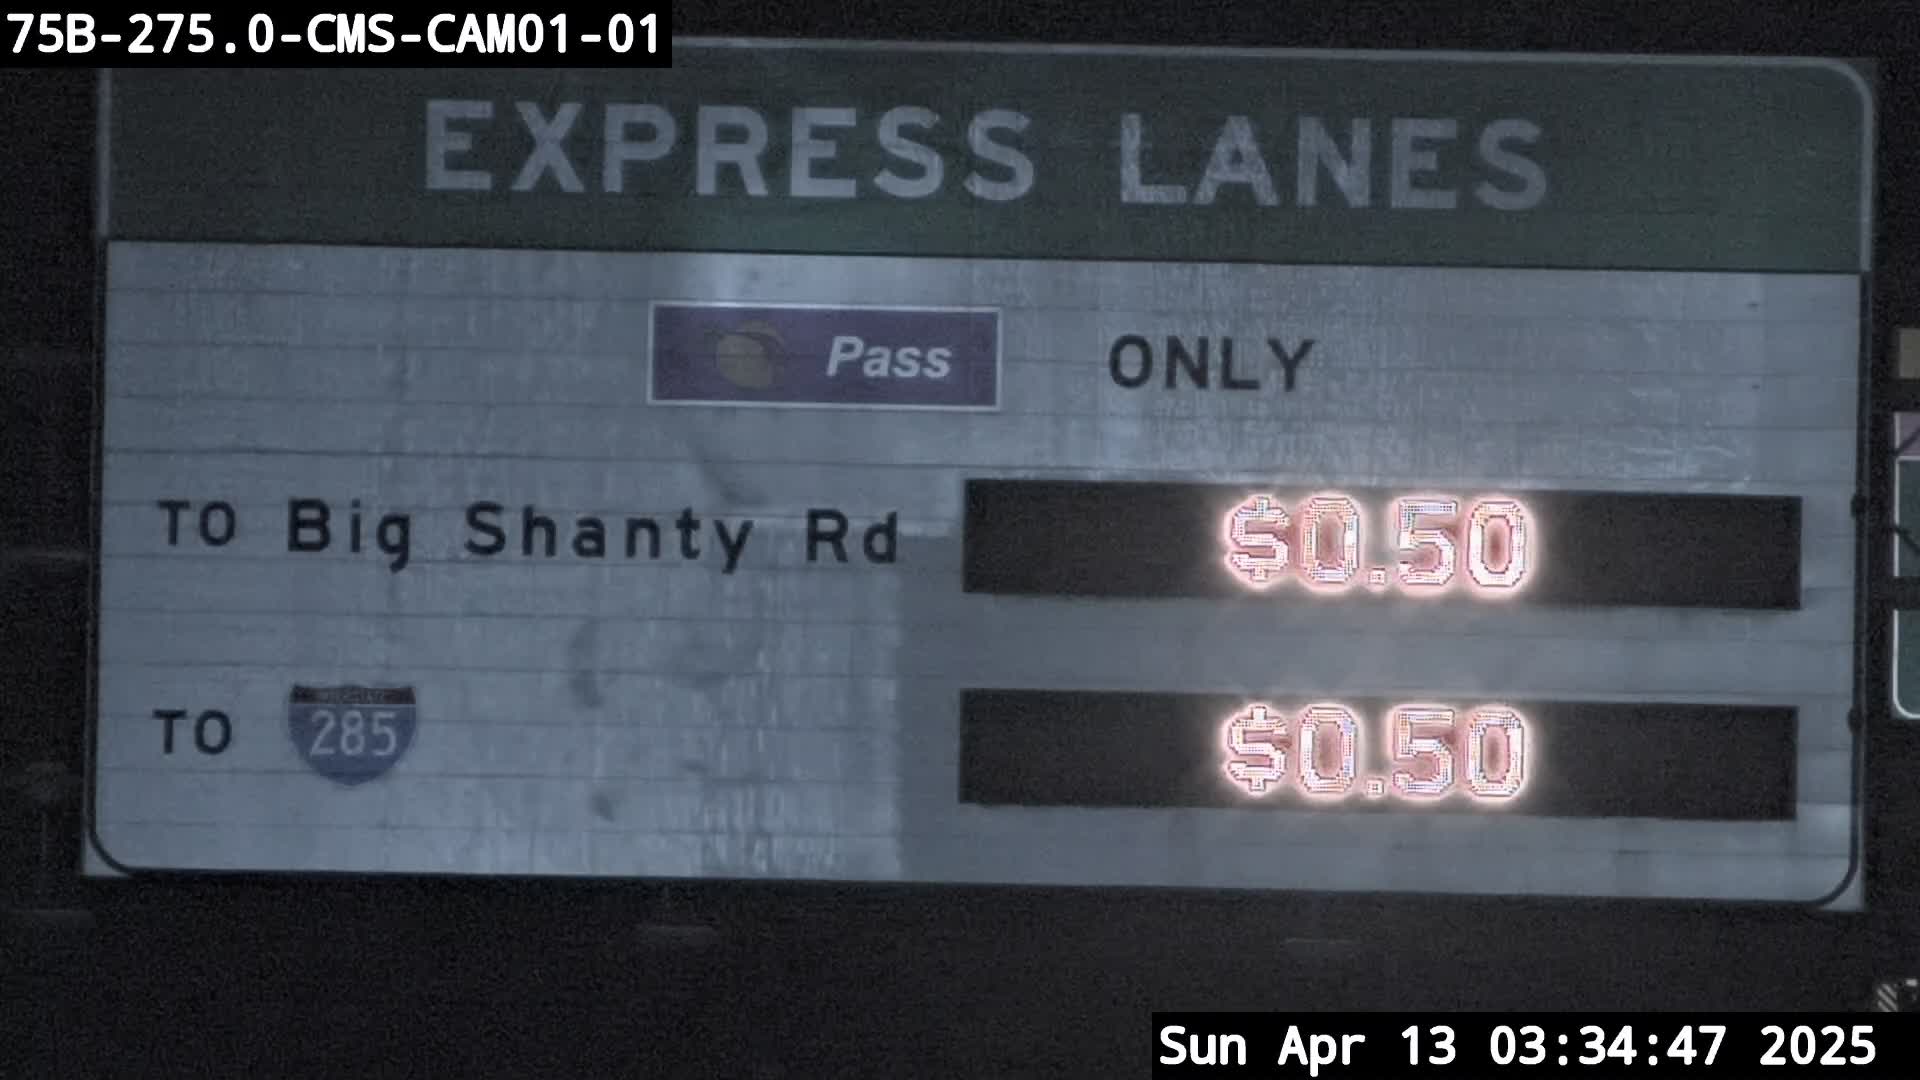 75B-275.0-CMS-CAM01-01
EXPRESS LANES
Pass ONLY
TO Big Shanty Rd $0.50
TO INTERSTATE 285 $0.50
Sun Apr 13 03:34:47 2025